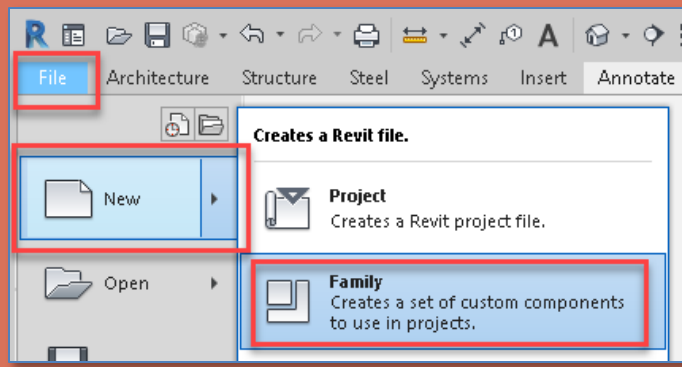 R
A
File Architecture Structure Steel Systems Insert Annotate
Creates a Revit file.
New
Project
Creates a Revit project file.
Open
Family
Creates a set of custom components
to use in projects.